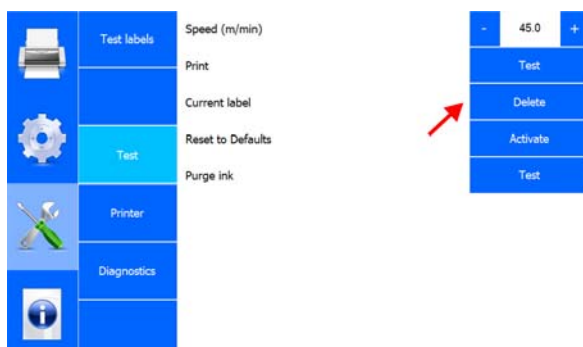 Test labels
Test
Printer
Diagnostics
Speed (m/min)
- 45.0 +
Print
Test
Current label
Delete
Reset to Defaults
Activate
Purge ink
Test